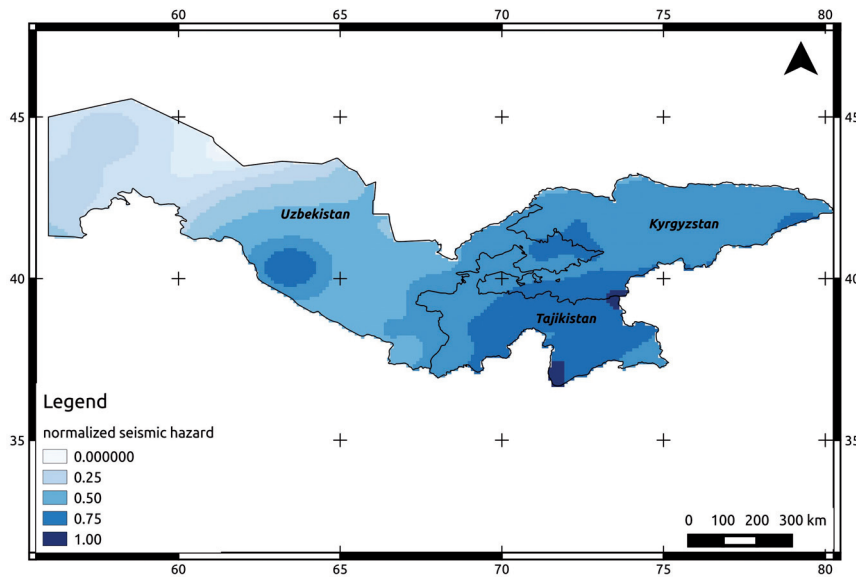 60 65 70 75 80
45 45
Uzbekistan
Kyrgyzstan
40 40
Tajikistan
Legend
normalized seismic hazard
35 35
0.000000
0.25
0.50
0.75
1.00
0 100 200 300 km
60 65 70 75 80